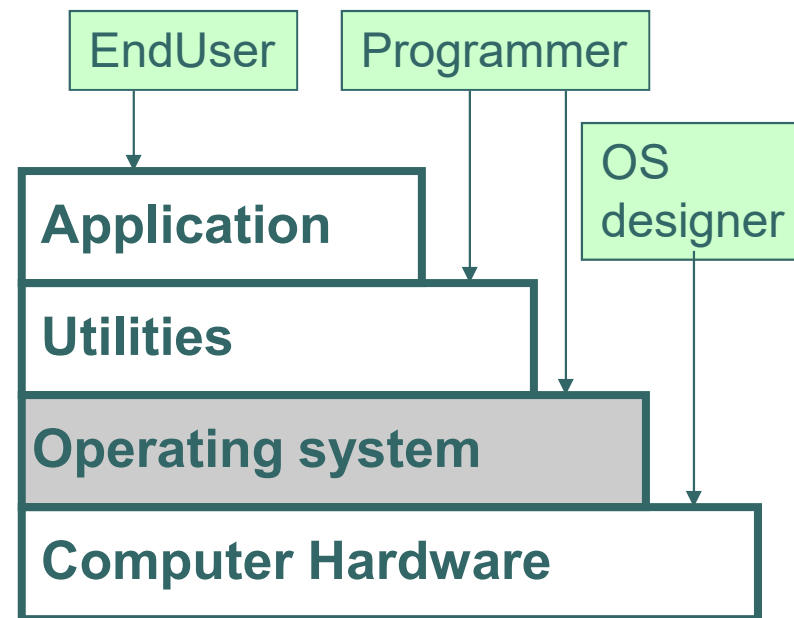 EndUser
Programmer
OS
designer
Application
Utilities
Operating system
Computer Hardware